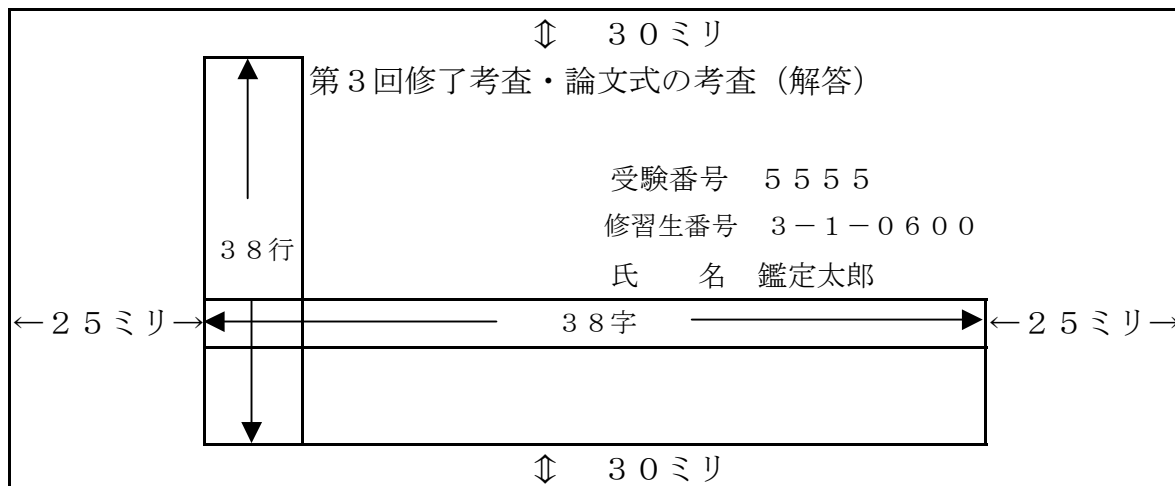 ⇕　３０ミリ
第３回修了考査・論文式の考査（解答）
受験番号　５５５５
修習生番号　３－１－０６００
３８行
氏　　名　鑑定太郎
←２５ミリ→
３８字
←２５ミリ→
⇕　３０ミリ